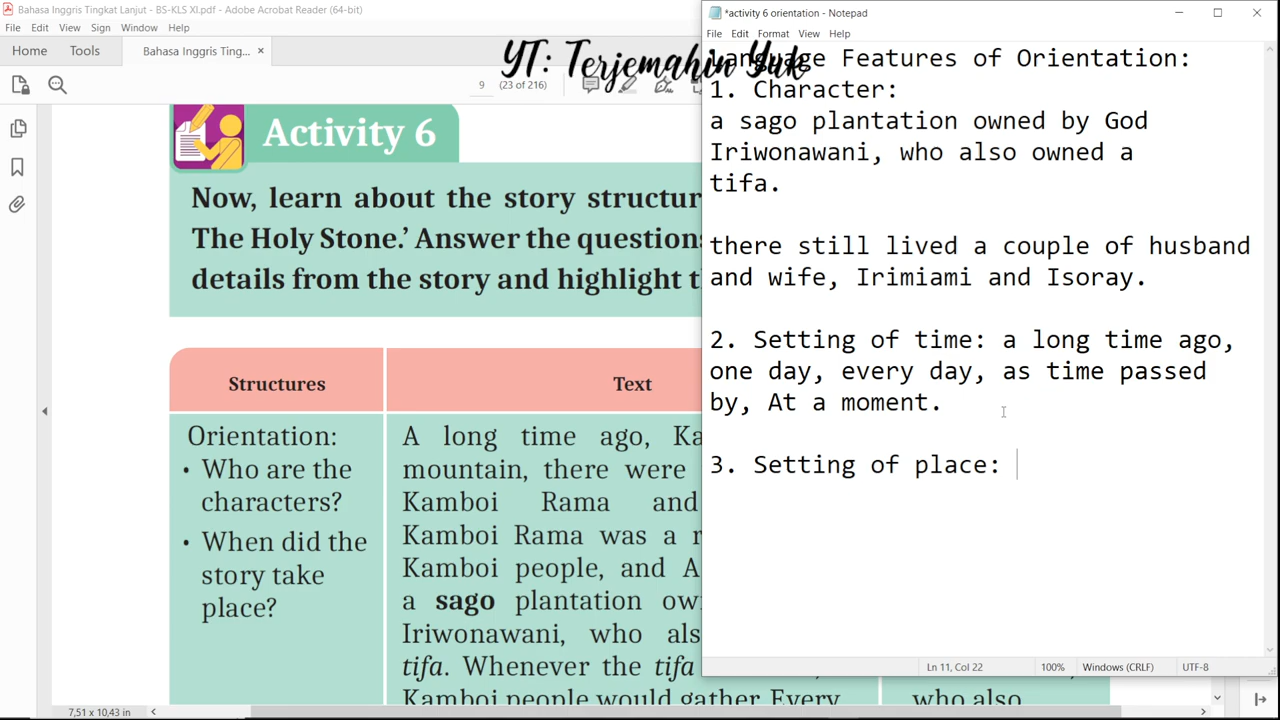 Bahasa Inggris Tingkat Lanjut - BS-KLS XI.pdf - Adobe Acrobat Reader (64-bit)
File Edit View Sign Window Help
Home Tools Bahasa Inggris Ting... ×
YT: Terjemahin Yuk
9 (23 of 216)
Activity 6
Now, learn about the story structur
The Holy Stone.’ Answer the questions
details from the story and highlight t
Structures Text
Orientation:
• Who are the
characters?
• When did the
story take
place?
A long time ago, Ka
mountain, there were
Kamboi Rama and
Kamboi Rama was a r
Kamboi people, and A
a sago plantation ow
Iriwonawani, who als
tifa. Whenever the tifa
Kamboi people would gather. Every
who also
7,51 x 10,43 in
*activity 6 orientation - Notepad
File Edit Format View Help
Language Features of Orientation:
1. Character:
a sago plantation owned by God
Iriwonawani, who also owned a
tifa.
there still lived a couple of husband
and wife, Irimiami and Isoray.
2. Setting of time: a long time ago,
one day, every day, as time passed
by, At a moment.
3. Setting of place:
Ln 11, Col 22 100% Windows (CRLF) UTF-8